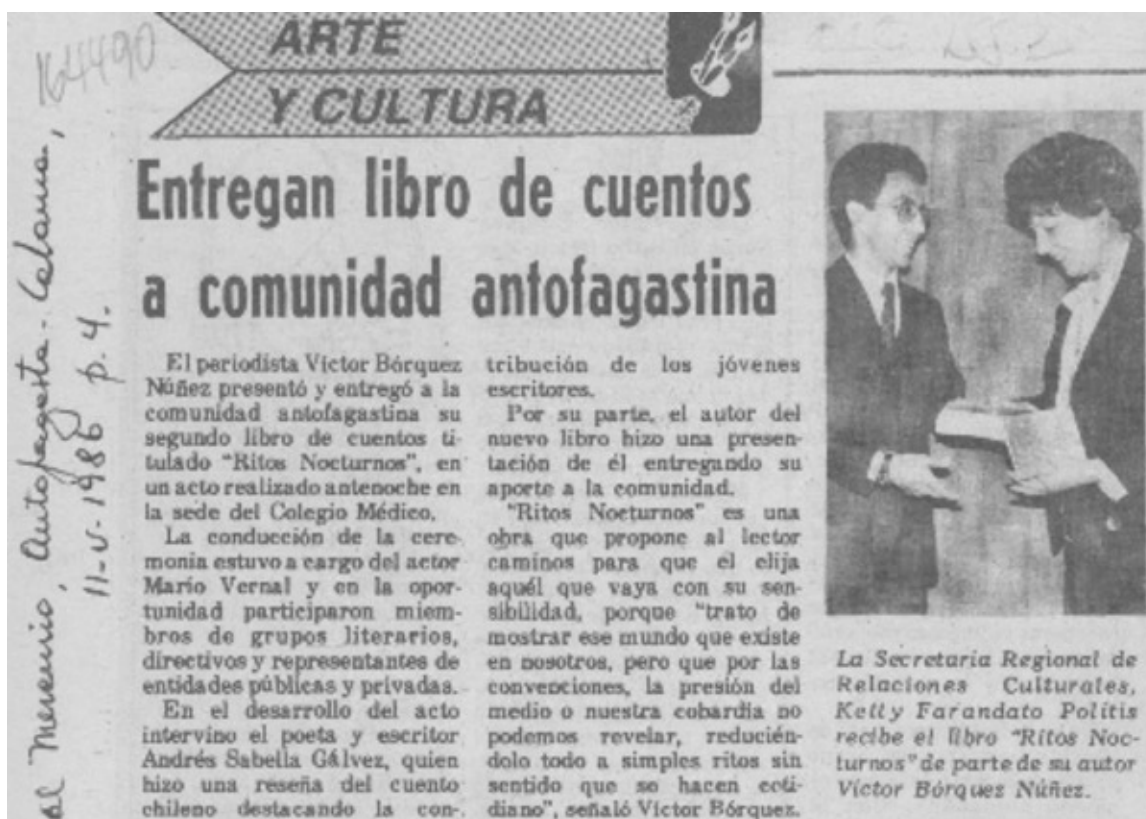 164490
ARTE
Y CULTURA
Entregan libro de cuentos
a comunidad antofagastina
El Mercurio, Antofagasta-Calama,
11-V-1986 p. 4.
El periodista Víctor Bórquez
Núñez presentó y entregó a la
comunidad antofagastina su
segundo libro de cuentos ti-
tulado "Ritos Nocturnos", en
un acto realizado antenoche en
la sede del Colegio Médico.
La conducción de la cere-
monia estuvo a cargo del actor
Mario Vernal y en la opor-
tunidad participaron miem-
bros de grupos literarios,
directivos y representantes de
entidades públicas y privadas.
En el desarrollo del acto
intervino el poeta y escritor
Andrés Sabella Gálvez, quien
hizo una reseña del cuento
chileno destacando la con-
tribución de los jóvenes
escritores.
Por su parte, el autor del
nuevo libro hizo una presen-
tación de él entregando su
aporte a la comunidad.
"Ritos Nocturnos" es una
obra que propone al lector
caminos para que el elija
aquél que vaya con su sen-
sibilidad, porque "trato de
mostrar ese mundo que existe
en nosotros, pero que por las
convenciones, la presión del
medio o nuestra cobardía no
podemos revelar, reducién-
dolo todo a simples ritos sin
sentido que se hacen coti-
diano", señaló Víctor Bórquez.
La Secretaria Regional de
Relaciones Culturales,
Ketty Farandato Politis
recibe el libro "Ritos Noc-
turnos" de parte de su autor
Víctor Bórquez Núñez.